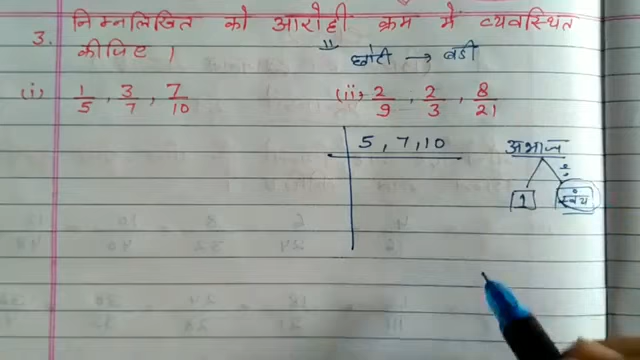 3. निम्नलिखित को आरोही क्रम में व्यवस्थित
कीजिए ।
छोटी → बडी
(i) 1/5 , 3/7 , 7/10
(ii) 2/9 , 2/3 , 8/21
5 , 7 , 10
अभाज्य
1
स्वयं